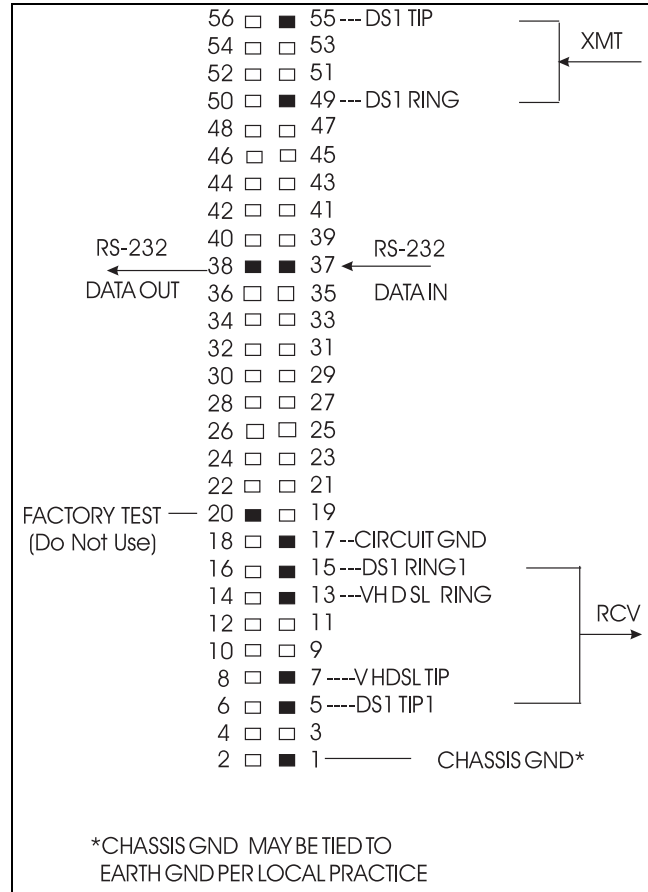 56 55---DS1 TIP
54 53 XMT
52 51
50 49---DS1 RING
48 47
46 45
44 43
42 41
40 39
RS-232 RS-232
38 37
DATA OUT DATA IN
36 35
34 33
32 31
30 29
28 27
26 25
24 23
22 21
FACTORY TEST 20 19
(Do Not Use)
18 17--CIRCUIT GND
16 15---DS1 RING1
14 13---VHDSL RING
12 11 RCV
10 9
8 7----VHDSL TIP
6 5----DS1 TIP1
4 3
2 1 CHASSIS GND*
*CHASSIS GND MAY BE TIED TO
EARTH GND PER LOCAL PRACTICE